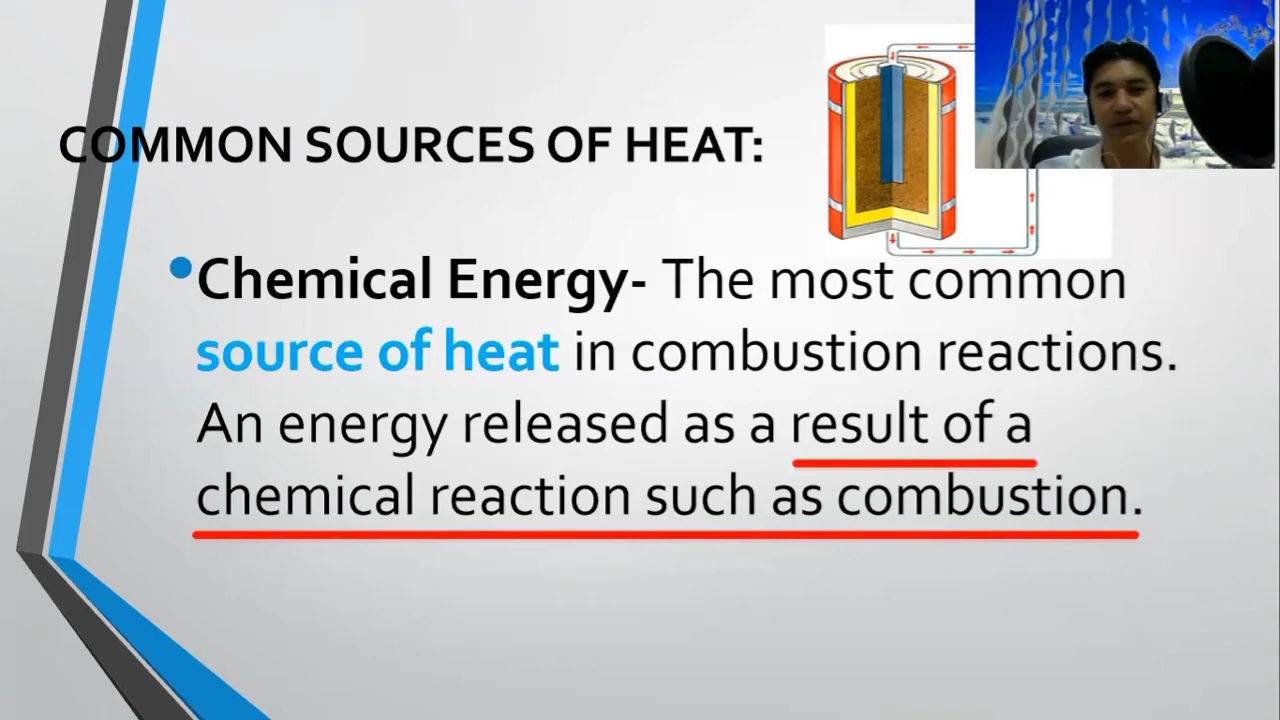 COMMON SOURCES OF HEAT:
Chemical Energy- The most common
source of heat in combustion reactions.
An energy released as a result of a
chemical reaction such as combustion.